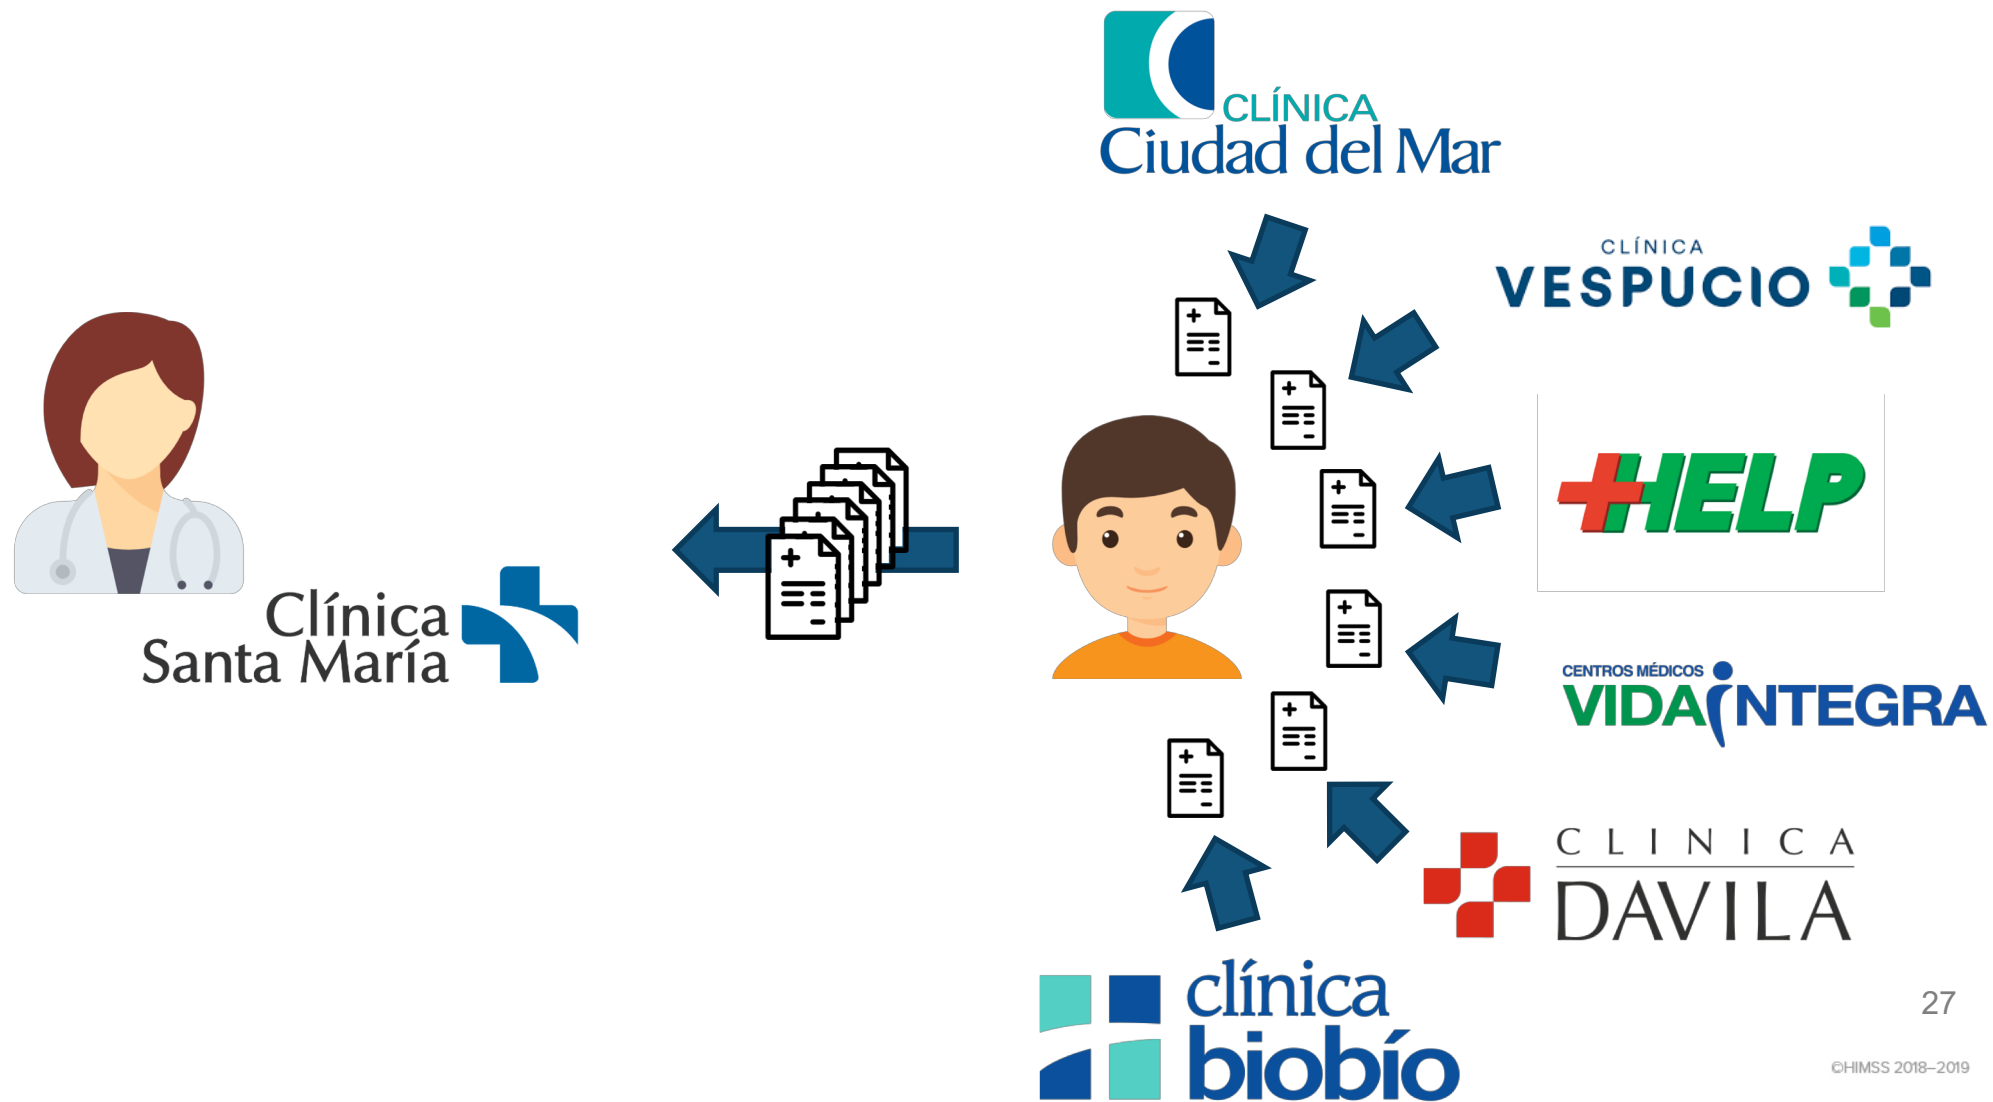 CLÍNICA
Ciudad del Mar
CLÍNICA
VESPUCIO
HELP
Clínica
Santa María
CENTROS MÉDICOS
VIDAINTEGRA
CLINICA
DAVILA
clínica
biobío
27
©HIMSS 2018–2019